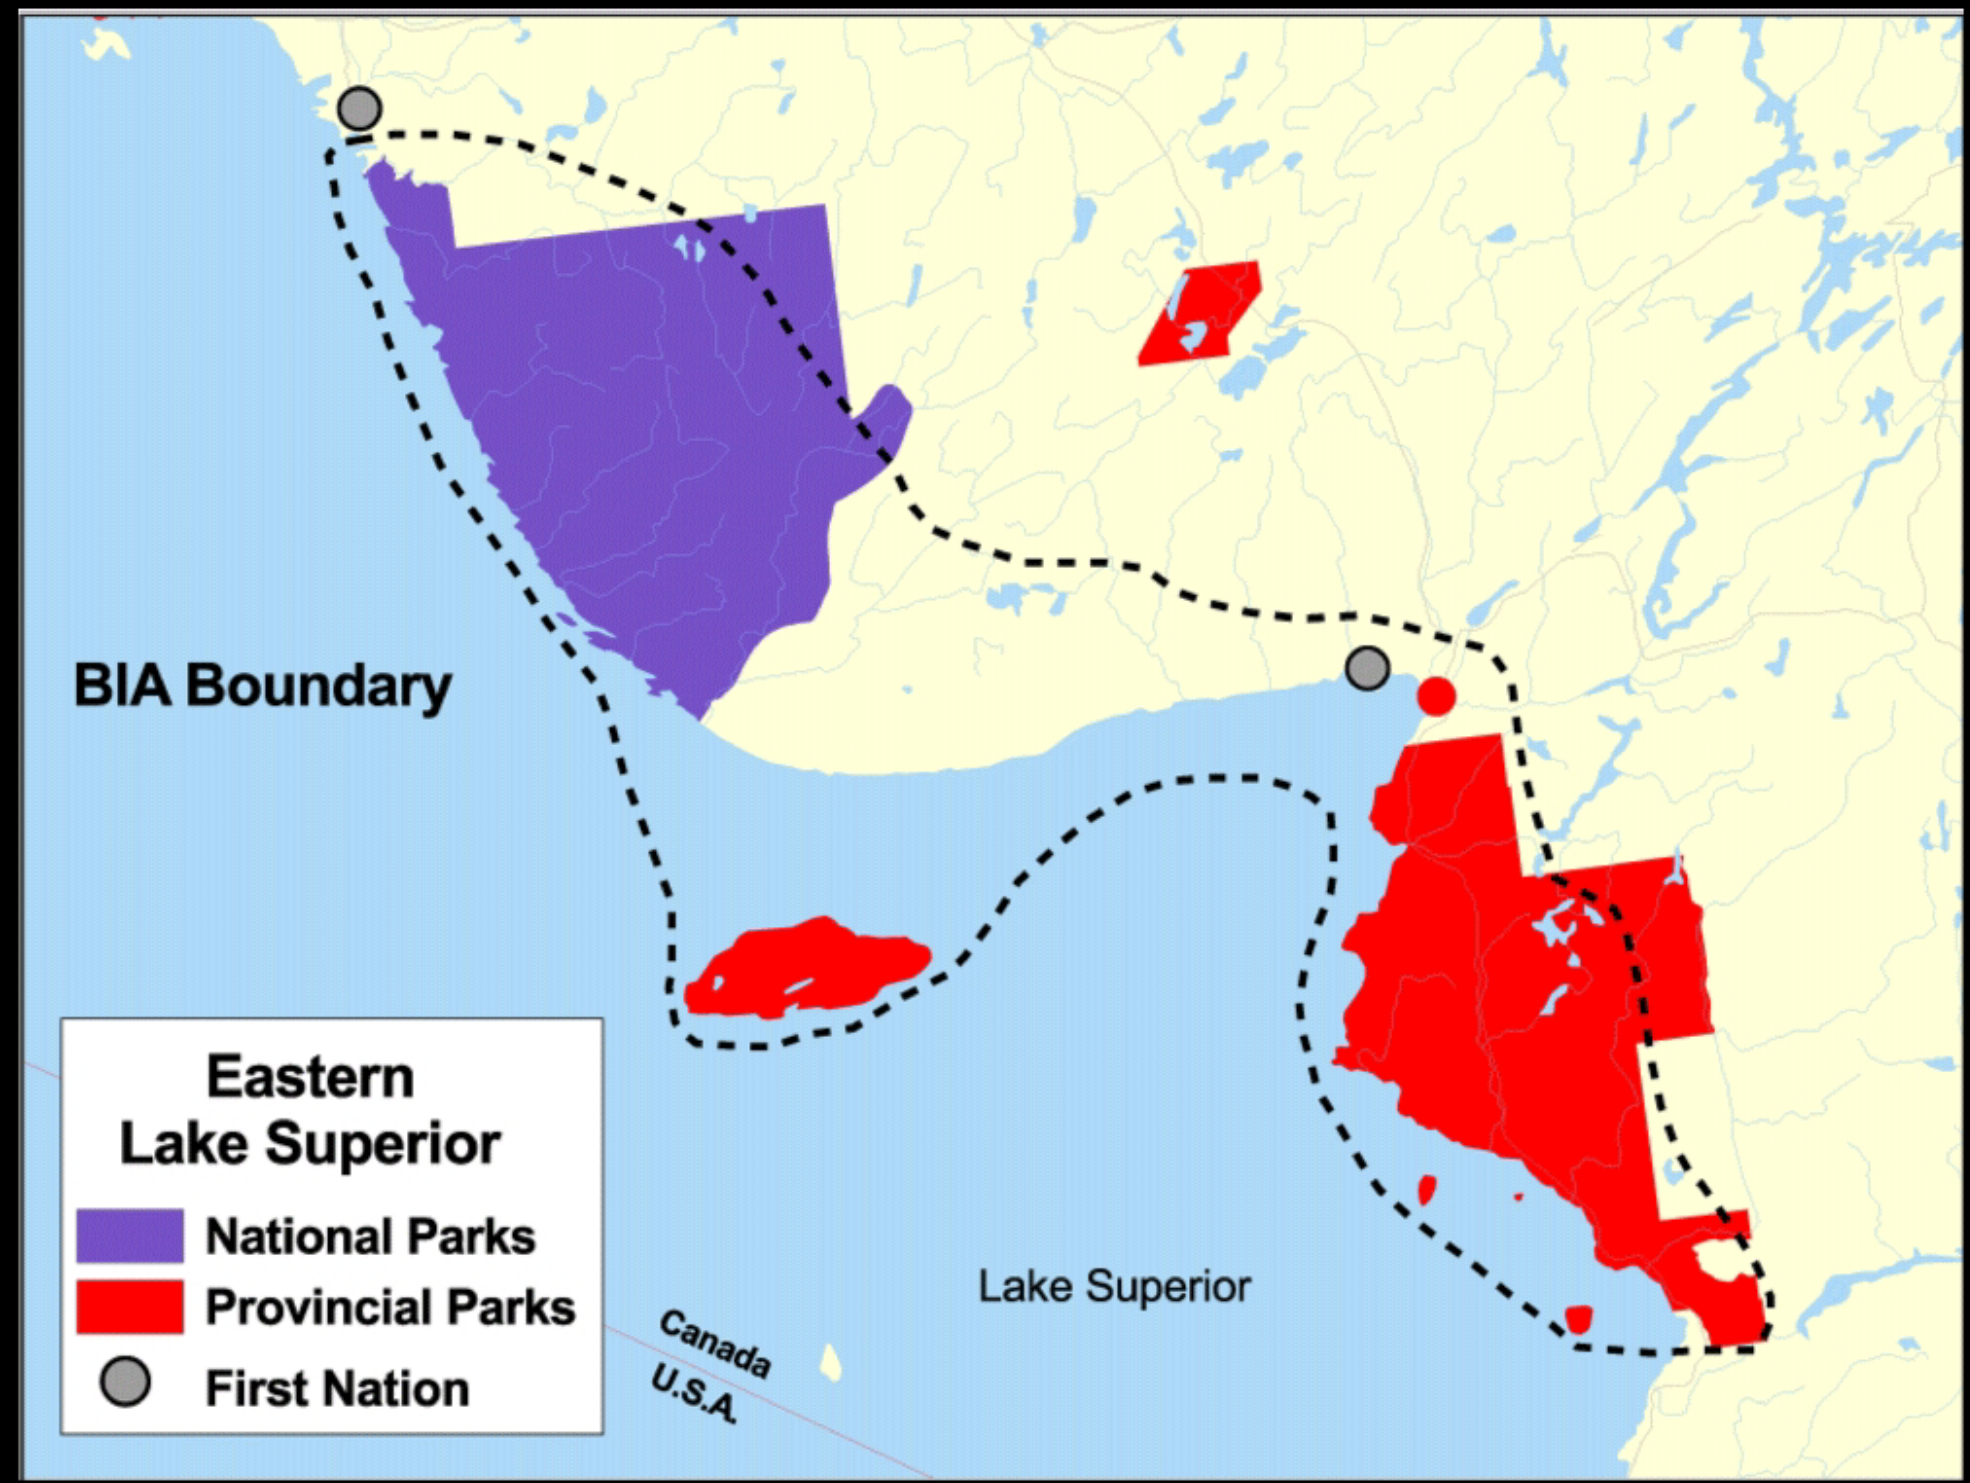 BIA Boundary
Eastern
Lake Superior
National Parks
Provincial Parks
First Nation
Lake Superior
Canada
U.S.A.